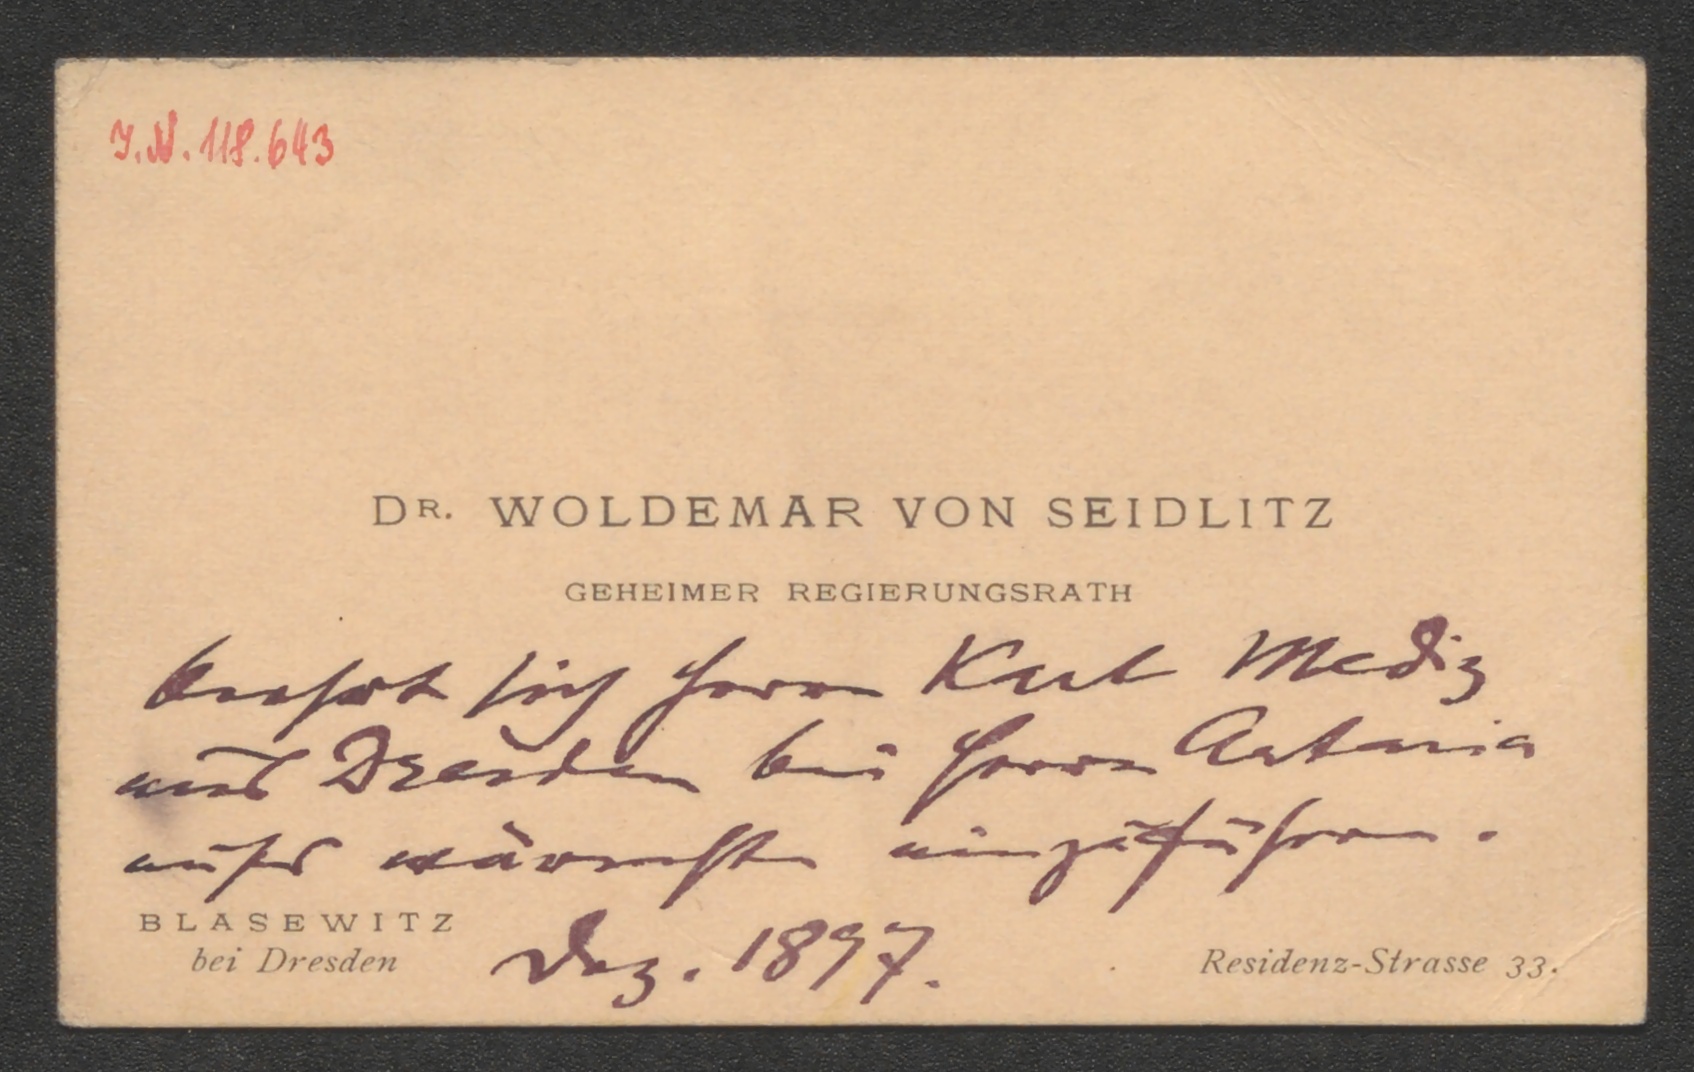 J.N. 118.643
DR. WOLDEMAR VON SEIDLITZ
GEHEIMER REGIERUNGSRATH
beehrt sich Herrn Karl Mediz
aus Dresden bei Herrn Artaria
aufs wärmste einzuführen.
BLASEWITZ
bei Dresden
Dez. 1897.
Residenz-Strasse 33.